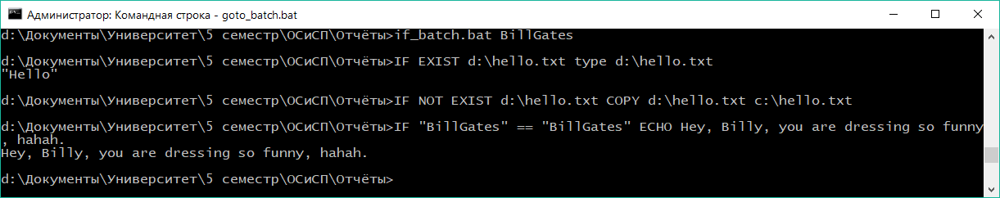 Администратор: Командная строка - goto_batch.bat
d:\Документы\Университет\5 семестр\ОСиСП\Отчёты>if_batch.bat BillGates
d:\Документы\Университет\5 семестр\ОСиСП\Отчёты>IF EXIST d:\hello.txt type d:\hello.txt
"Hello"
d:\Документы\Университет\5 семестр\ОСиСП\Отчёты>IF NOT EXIST d:\hello.txt COPY d:\hello.txt c:\hello.txt
d:\Документы\Университет\5 семестр\ОСиСП\Отчёты>IF "BillGates" == "BillGates" ECHO Hey, Billy, you are dressing so funny
, hahah.
Hey, Billy, you are dressing so funny, hahah.
d:\Документы\Университет\5 семестр\ОСиСП\Отчёты>